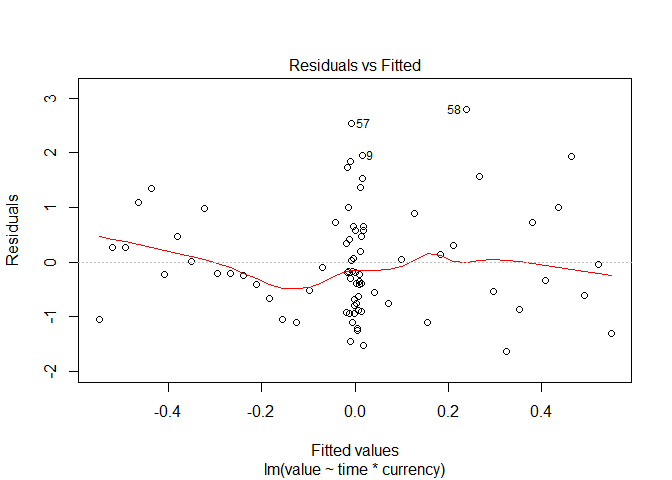 Residuals vs Fitted
3
2
1
0
-1
-2
Residuals
57
58
9
-0.4 -0.2 0.0 0.2 0.4
Fitted values
lm(value ~ time * currency)